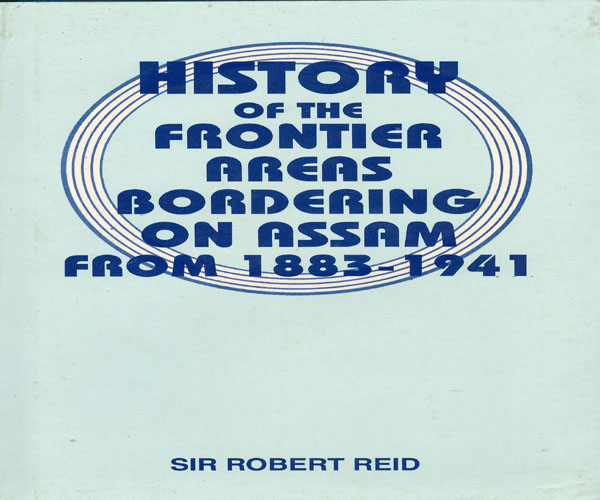 HISTORY
OF THE
FRONTIER
AREAS
BORDERING
ON ASSAM
FROM 1883-1941
SIR ROBERT REID